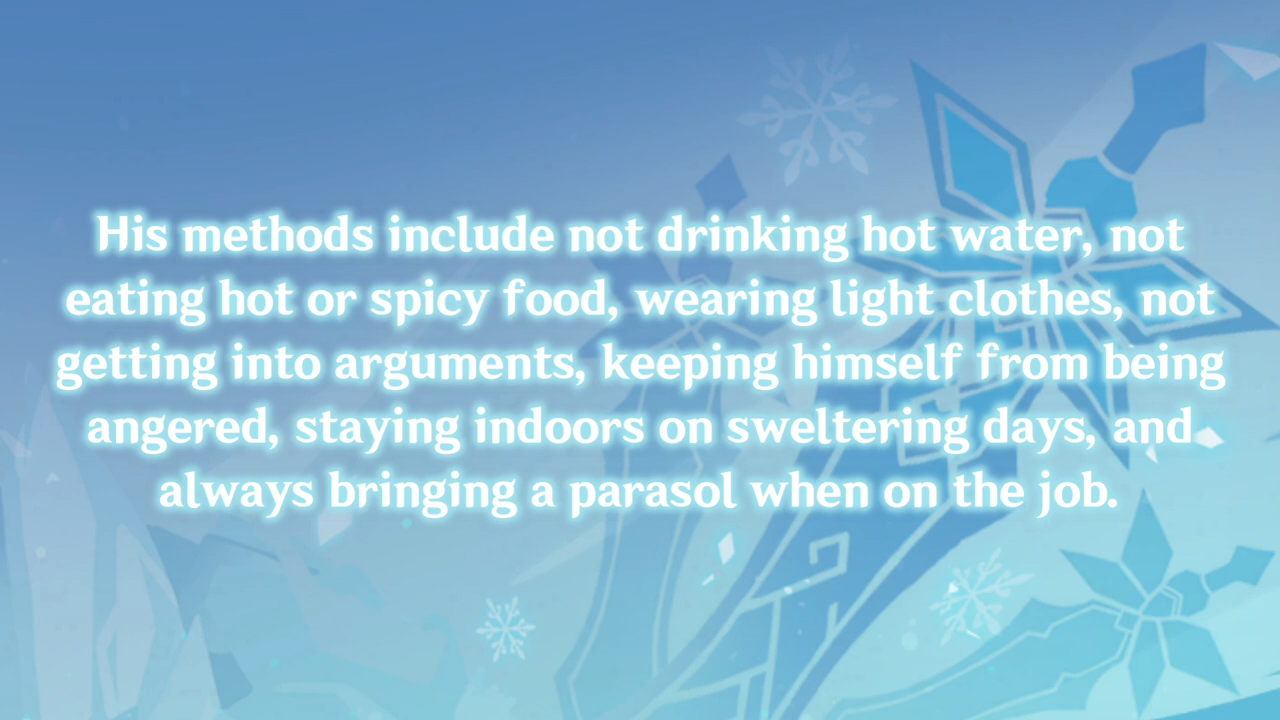 His methods include not drinking hot water, not
eating hot or spicy food, wearing light clothes, not
getting into arguments, keeping himself from being
angered, staying indoors on sweltering days, and
always bringing a parasol when on the job.